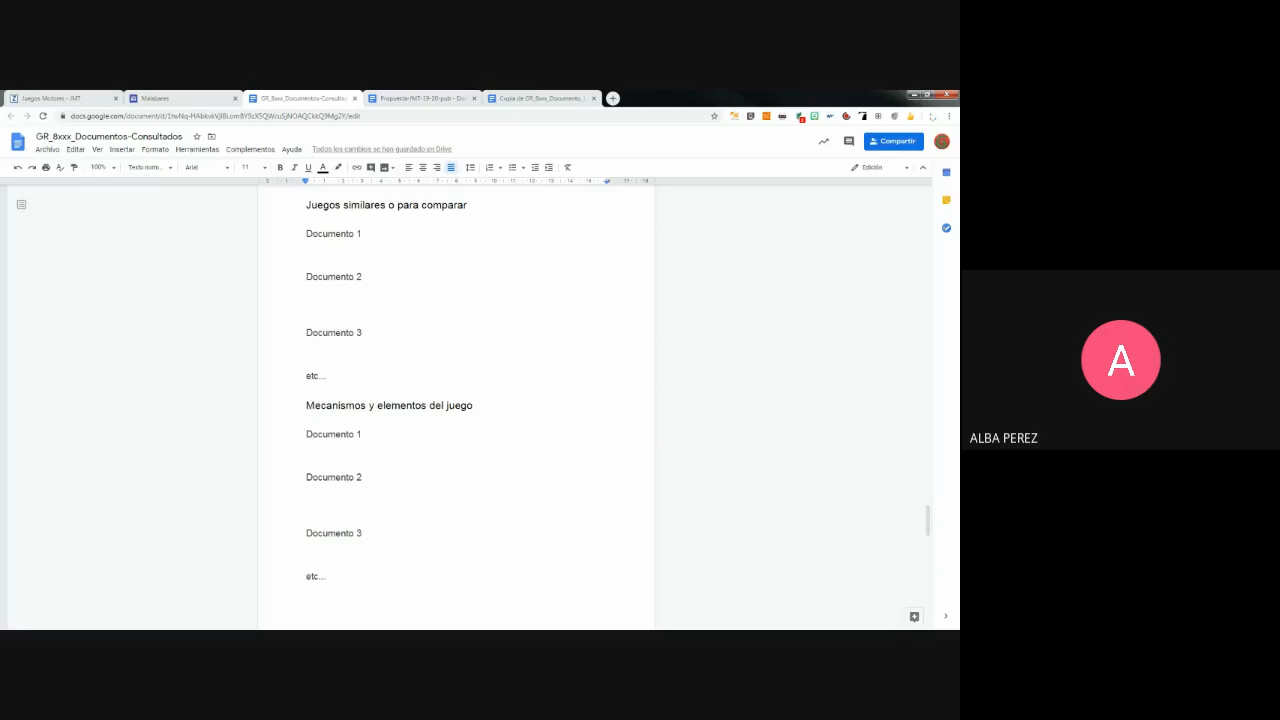 Juegos Motores - JMT
Malabares
GR_8xxx_Documentos-Consultados
Propuesta-JMT-19-20-pub - Do
Copia de GR_8xxx_Documento_
GR_8xxx_Documentos-Consultados
Archivo Editar Ver Insertar Formato Herramientas Complementos Ayuda Todos los cambios se han guardado en Drive
Compartir
100% Texto norm... Arial 11
Edición
Juegos similares o para comparar
Documento 1
Documento 2
Documento 3
etc...
Mecanismos y elementos del juego
Documento 1
Documento 2
Documento 3
etc...
A
ALBA PEREZ